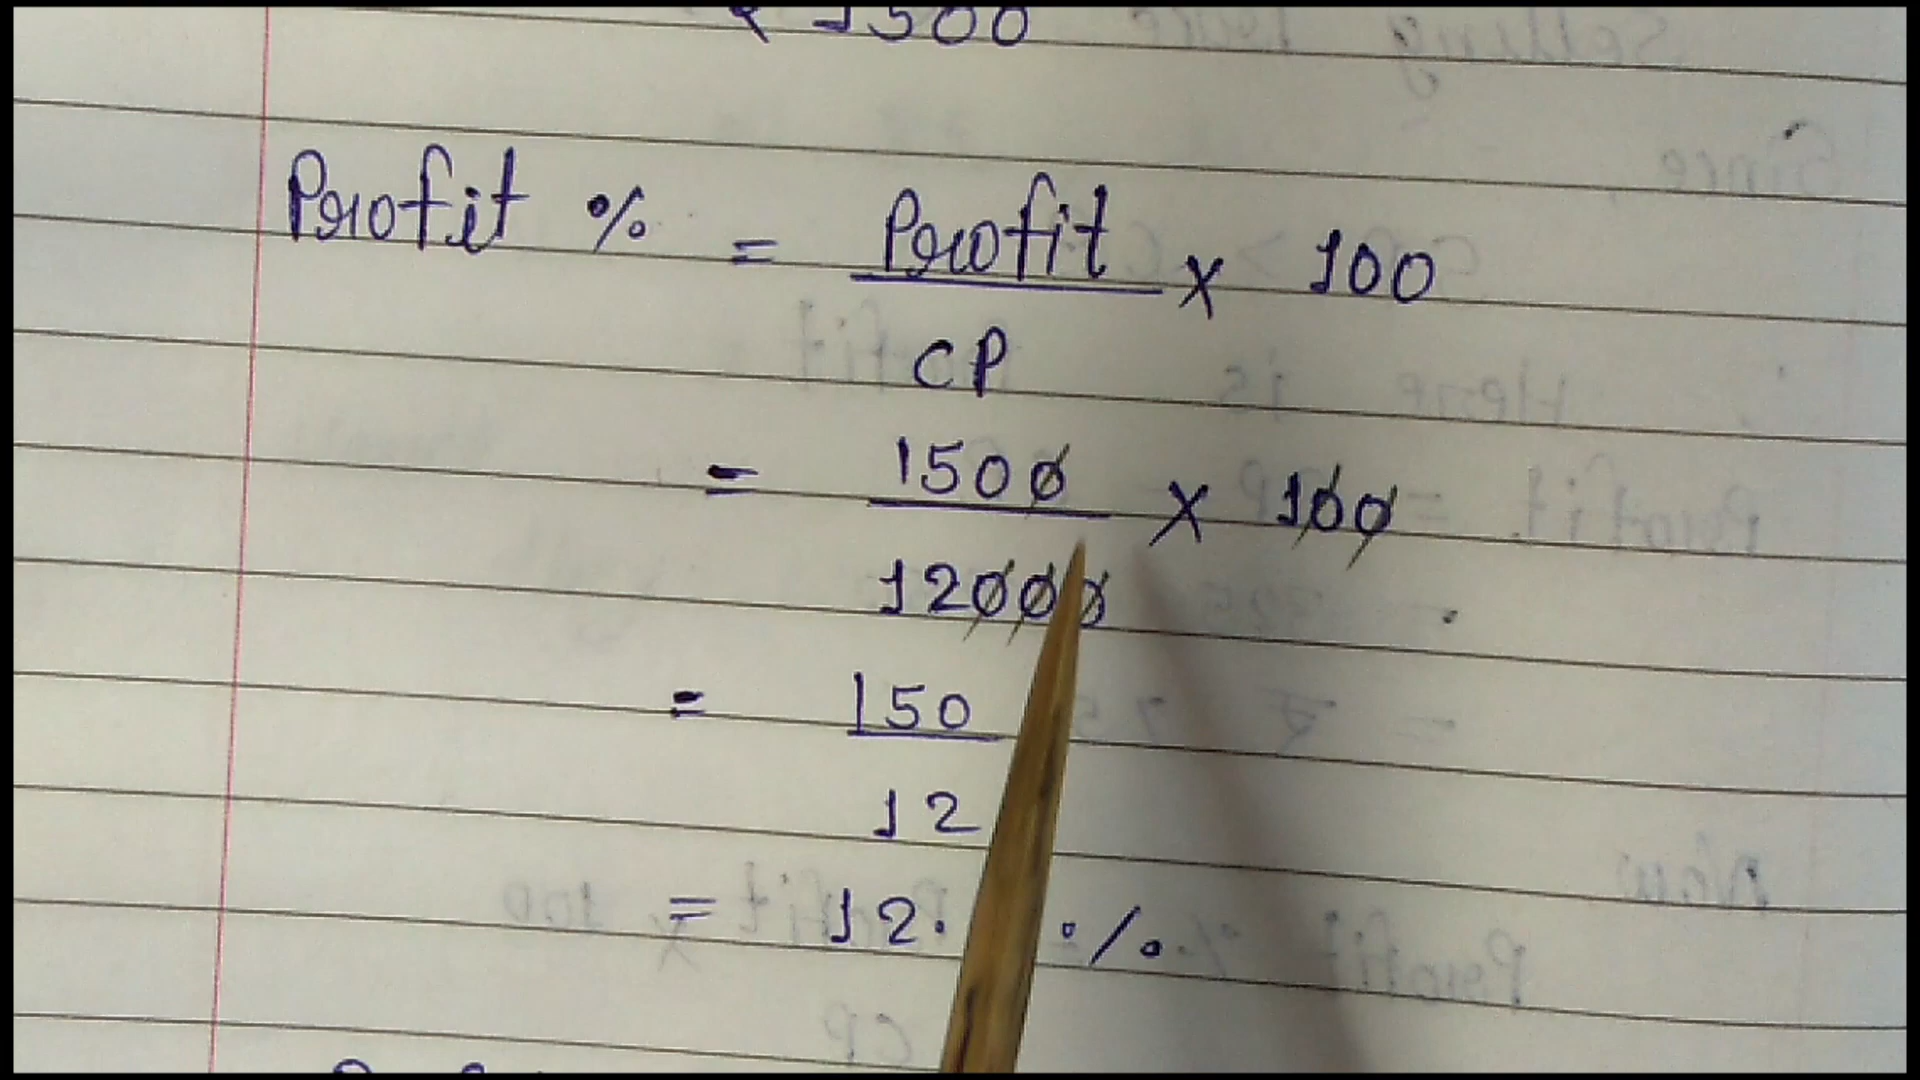 ₹ 1500
Profit % = Profit x 100
CP
= 1500 x 100
12000
= 150
12
= 12. %